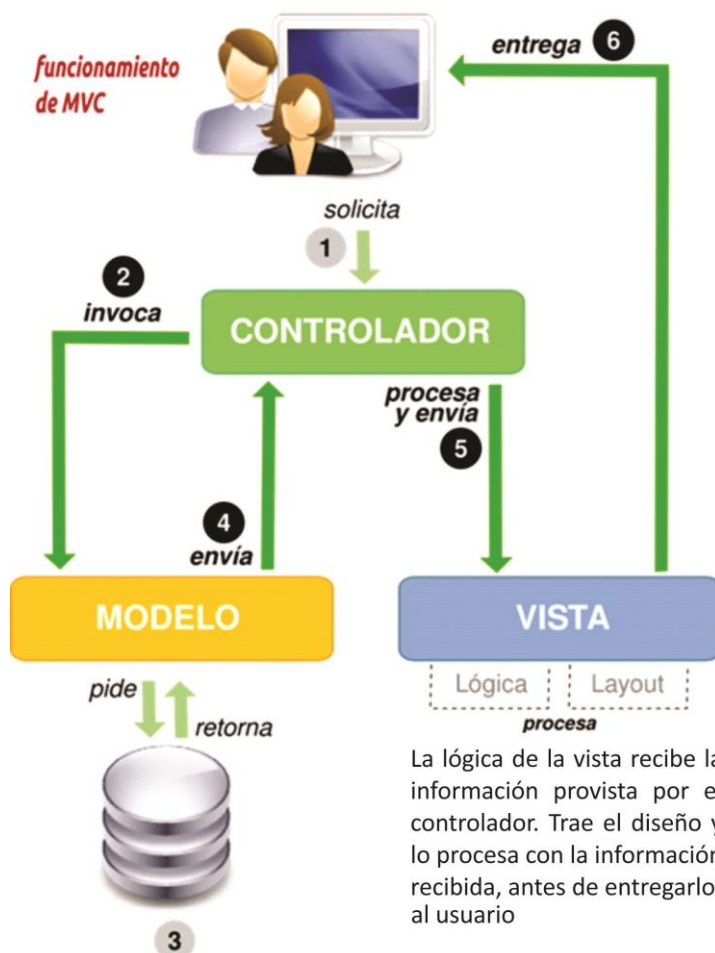 funcionamiento
de MVC
entrega 6
solicita
1
2
invoca
CONTROLADOR
procesa
y envía
5
4
envía
MODELO
VISTA
pide
retorna
Lógica
Layout
procesa
La lógica de la vista recibe la
información provista por e
controlador. Trae el diseño y
lo procesa con la información
recibida, antes de entregarlo
al usuario
3